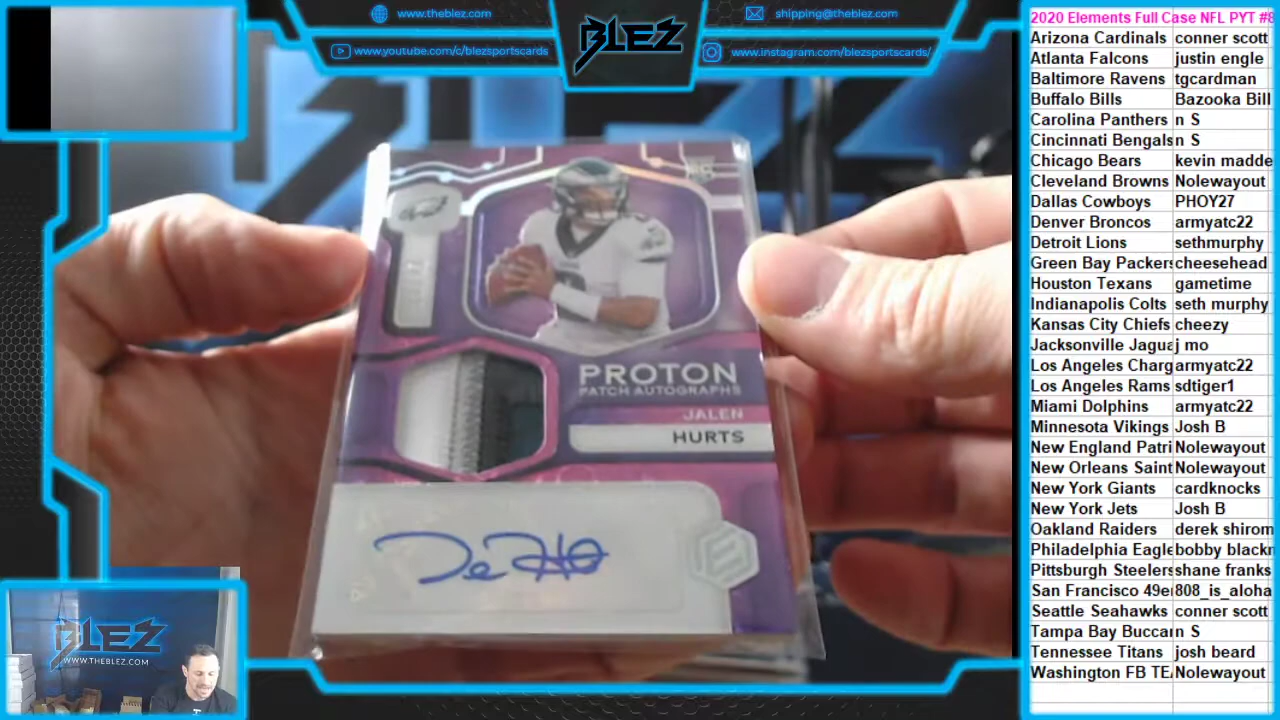 www.theblez.com
www.youtube.com/c/blezsportscards
BLEZ
shipping@theblez.com
www.instagram.com/blezsportscards/
PROTON
PATCH AUTOGRAPHS
JALEN
HURTS
BLEZ
WWW.THEBLEZ.COM
2020 Elements Full Case NFL PYT #8
Arizona Cardinals conner scott
Atlanta Falcons justin engle
Baltimore Ravens tgcardman
Buffalo Bills Bazooka Bill
Carolina Panthers n S
Cincinnati Bengals n S
Chicago Bears kevin madde
Cleveland Browns Nolewayout
Dallas Cowboys PHOY27
Denver Broncos armyatc22
Detroit Lions sethmurphy
Green Bay Packers cheesehead
Houston Texans gametime
Indianapolis Colts seth murphy
Kansas City Chiefs cheezy
Jacksonville Jagua j mo
Los Angeles Charg armyatc22
Los Angeles Rams sdtiger1
Miami Dolphins armyatc22
Minnesota Vikings Josh B
New England Patri Nolewayout
New Orleans Saint Nolewayout
New York Giants cardknocks
New York Jets Josh B
Oakland Raiders derek shirom
Philadelphia Eagle bobby blackn
Pittsburgh Steelers shane franks
San Francisco 49e 808_is_aloha
Seattle Seahawks conner scott
Tampa Bay Buccan n S
Tennessee Titans josh beard
Washington FB TEA Nolewayout